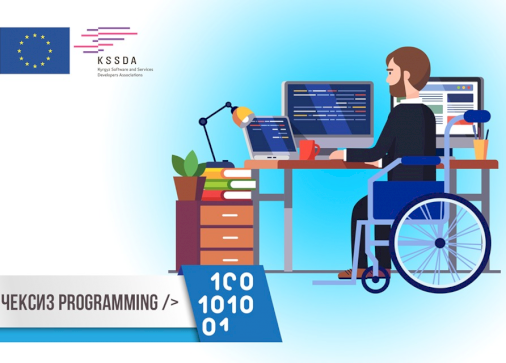 KSSDA
Kyrgyz Software and Services
Developers Association
ЧЕКСИЗ PROGRAMMING />
100
1010
01